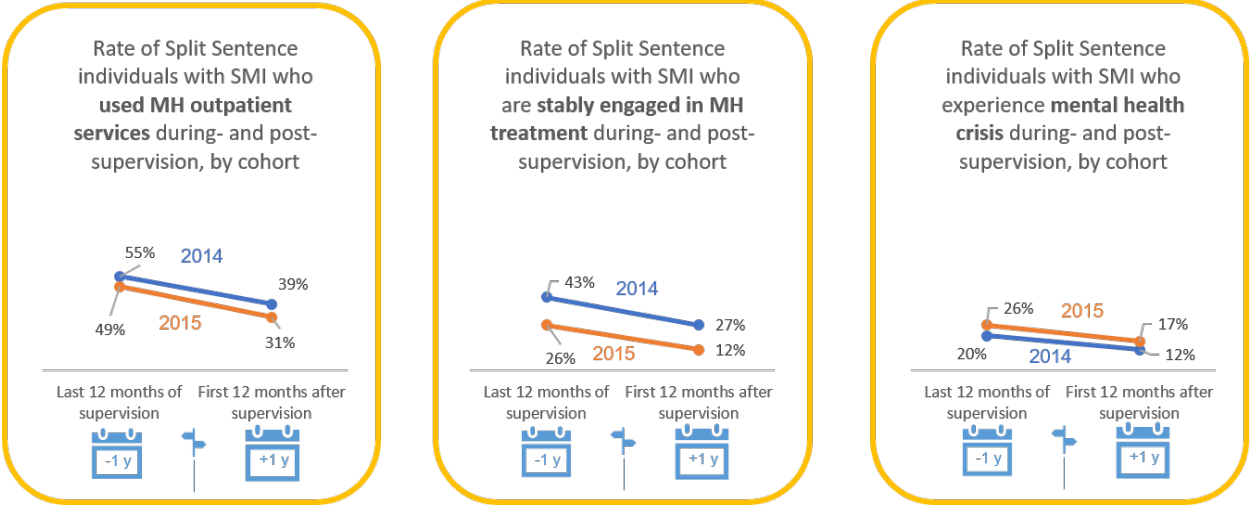 Rate of Split Sentence
individuals with SMI who
used MH outpatient
services during- and post-
supervision, by cohort
55%
2014
39%
49%
2015
31%
Last 12 months of
supervision
First 12 months after
supervision
-1 y
+1 y
Rate of Split Sentence
individuals with SMI who
are stably engaged in MH
treatment during- and post-
supervision, by cohort
43%
2014
27%
26%
2015
12%
Last 12 months of
supervision
First 12 months after
supervision
-1 y
+1 y
Rate of Split Sentence
individuals with SMI who
experience mental health
crisis during- and post-
supervision, by cohort
26%
2015
17%
20%
2014
12%
Last 12 months of
supervision
First 12 months after
supervision
-1 y
+1 y